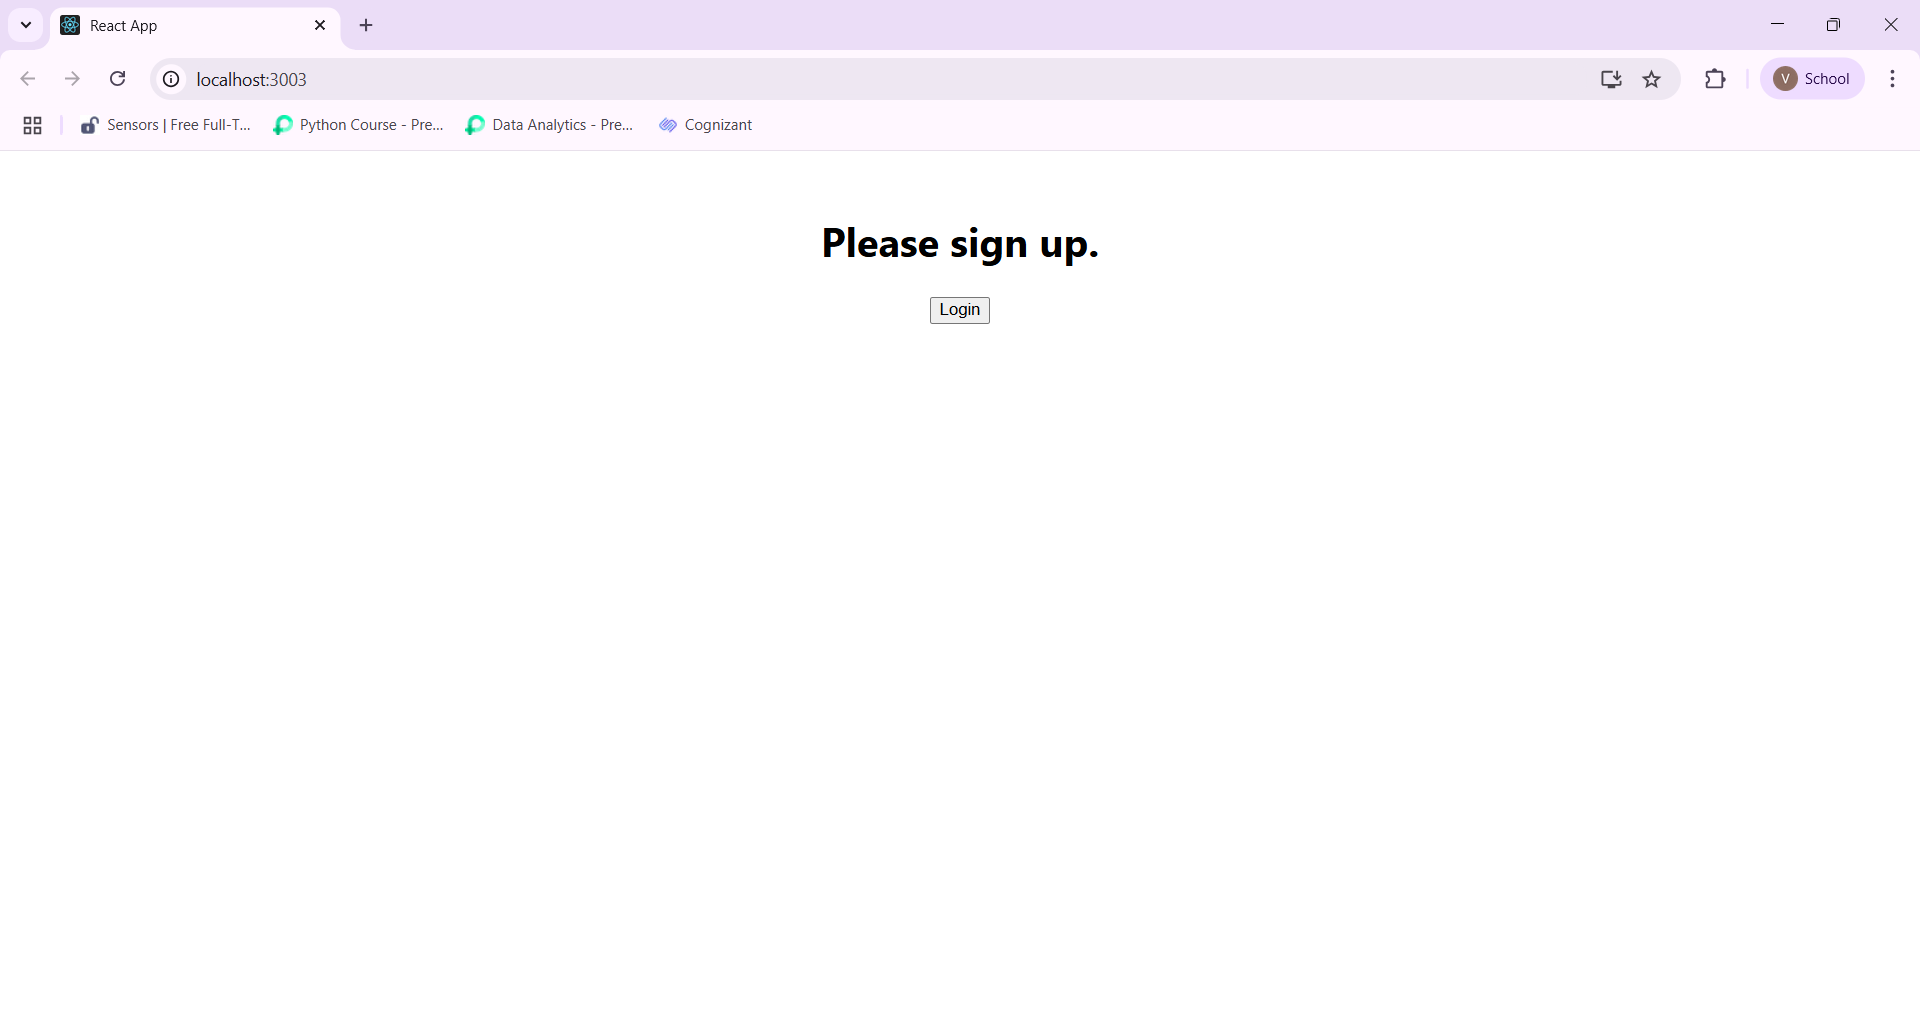 React App
localhost:3003
V School
Sensors | Free Full-T... Python Course - Pre... Data Analytics - Pre... Cognizant
Please sign up.
Login